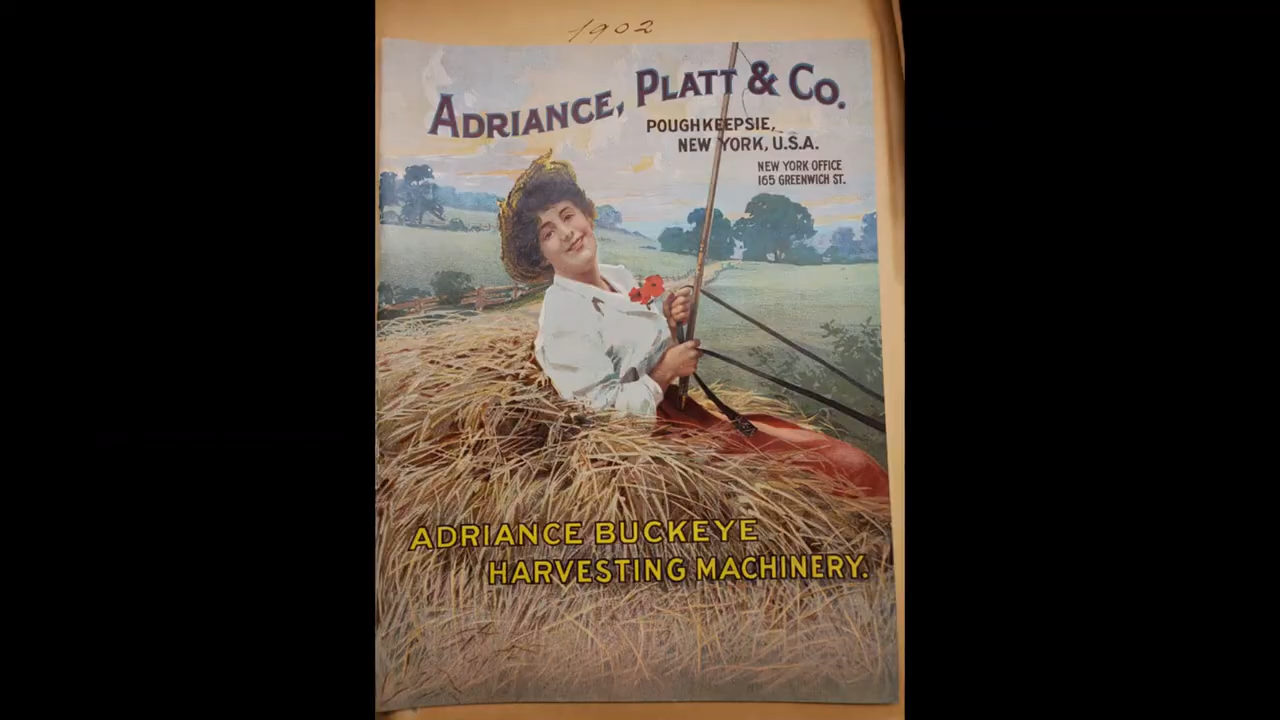 1902
ADRIANCE, PLATT & CO.
POUGHKEEPSIE,
NEW YORK, U.S.A.
NEW YORK OFFICE
165 GREENWICH ST.
ADRIANCE BUCKEYE
HARVESTING MACHINERY.